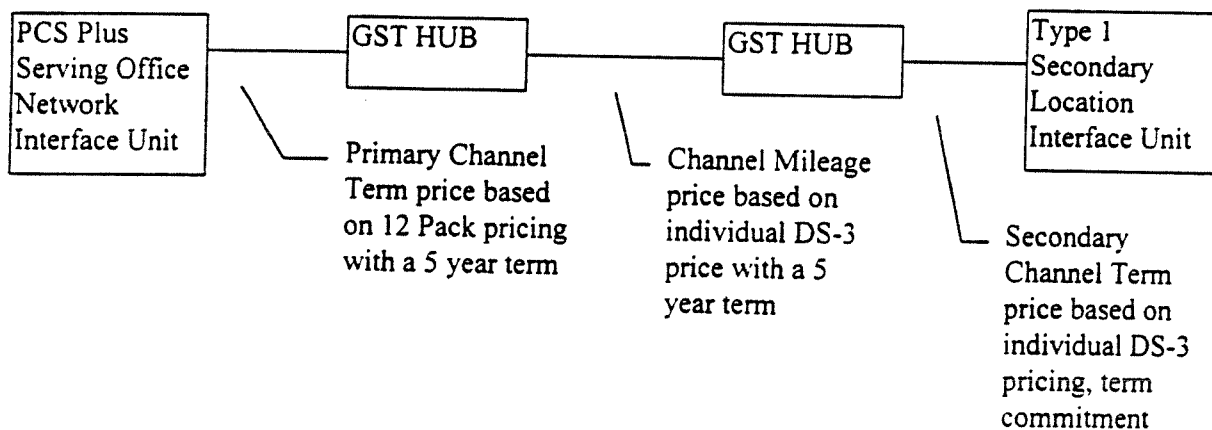 PCS Plus
Serving Office
Network
Interface Unit
GST HUB
GST HUB
Type 1
Secondary
Location
Interface Unit
Primary Channel
Term price based
on 12 Pack pricing
with a 5 year term
Channel Mileage
price based on
individual DS-3
price with a 5
year term
Secondary
Channel Term
price based on
individual DS-3
pricing, term
commitment